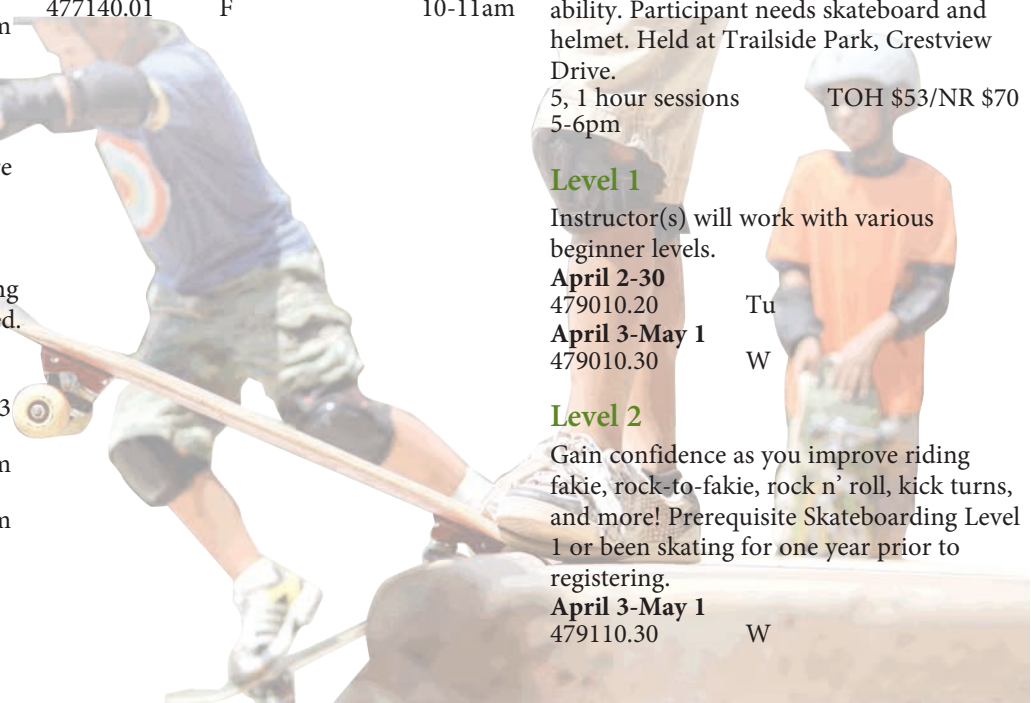 m
477140.01 F 10-11am
re
ng
ed.
3
m
m
ability. Participant needs skateboard and
helmet. Held at Trailside Park, Crestview
Drive.
5, 1 hour sessions TOH $53/NR $70
5-6pm
Level 1
Instructor(s) will work with various
beginner levels.
April 2-30
479010.20 Tu
April 3-May 1
479010.30 W
Level 2
Gain confidence as you improve riding
fakie, rock-to-fakie, rock n’ roll, kick turns,
and more! Prerequisite Skateboarding Level
1 or been skating for one year prior to
registering.
April 3-May 1
479110.30 W